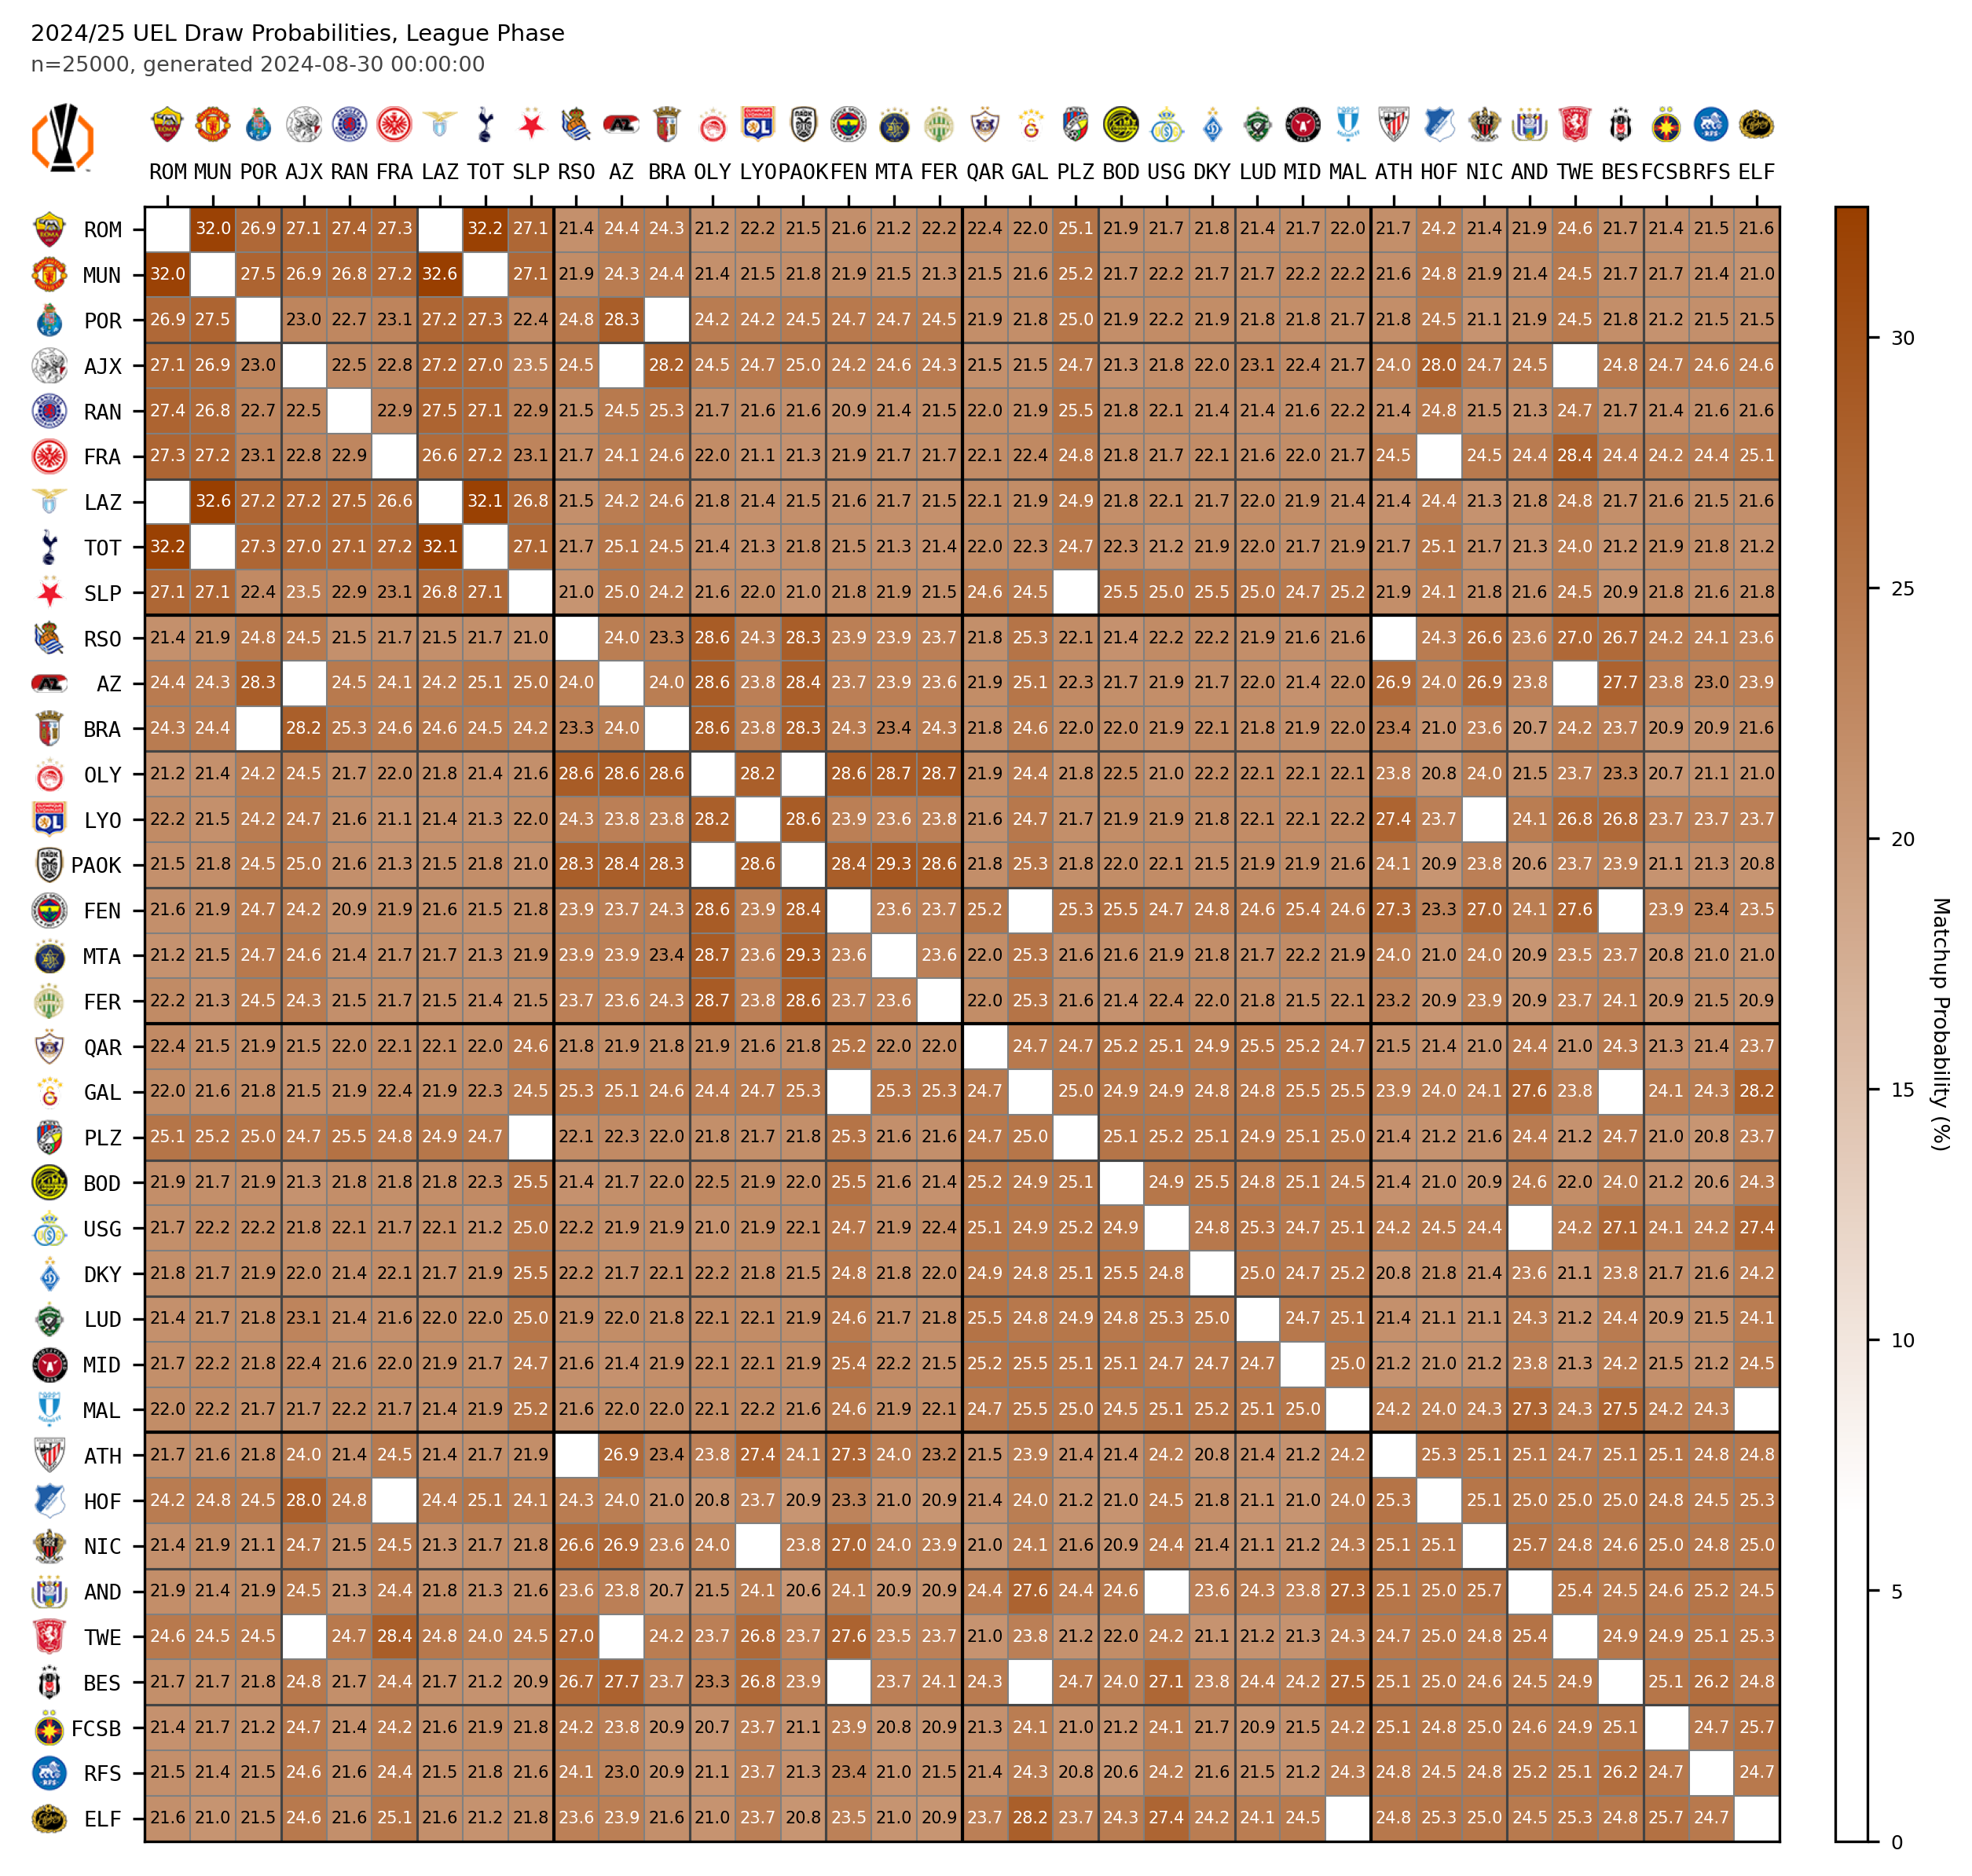 2024/25 UEL Draw Probabilities, League Phase
n=25000, generated 2024-08-30 00:00:00
ROM MUN POR AJX RAN FRA LAZ TOT SLP RSO AZ BRA OLY LYO PAOK FEN MTA FER QAR GAL PLZ BOD USG DKY LUD MID MAL ATH HOF NIC AND TWE BES FCSB RFS ELF
ROM 32.0 26.9 27.1 27.4 27.3 32.2 27.1 21.4 24.4 24.3 21.2 22.2 21.5 21.6 21.2 22.2 22.4 22.0 25.1 21.9 21.7 21.8 21.4 21.7 22.0 21.7 24.2 21.4 21.9 24.6 21.7 21.4 21.5 21.6
MUN 32.0 27.5 26.9 26.8 27.2 32.6 27.1 21.9 24.3 24.4 21.4 21.5 21.8 21.9 21.5 21.3 21.5 21.6 25.2 21.7 22.2 21.7 21.7 22.2 22.2 21.6 24.8 21.9 21.4 24.5 21.7 21.7 21.4 21.0
POR 26.9 27.5 23.0 22.7 23.1 27.2 27.3 22.4 24.8 28.3 24.2 24.2 24.5 24.7 24.7 24.5 21.9 21.8 25.0 21.9 22.2 21.9 21.8 21.8 21.7 21.8 24.5 21.1 21.9 24.5 21.8 21.2 21.5 21.5
AJX 27.1 26.9 23.0 22.5 22.8 27.2 27.0 23.5 24.5 28.2 24.5 24.7 25.0 24.2 24.6 24.3 21.5 21.5 24.7 21.3 21.8 22.0 23.1 22.4 21.7 24.0 28.0 24.7 24.5 24.8 24.7 24.6 24.6
RAN 27.4 26.8 22.7 22.5 22.9 27.5 27.1 22.9 21.5 24.5 25.3 21.7 21.6 21.6 20.9 21.4 21.5 22.0 21.9 25.5 21.8 22.1 21.4 21.4 21.6 22.2 21.4 24.8 21.5 21.3 24.7 21.7 21.4 21.6 21.6
FRA 27.3 27.2 23.1 22.8 22.9 26.6 27.2 23.1 21.7 24.1 24.6 22.0 21.1 21.3 21.9 21.7 21.7 22.1 22.4 24.8 21.8 21.7 22.1 21.6 22.0 21.7 24.5 24.5 24.4 28.4 24.4 24.2 24.4 25.1
LAZ 32.6 27.2 27.2 27.5 26.6 32.1 26.8 21.5 24.2 24.6 21.8 21.4 21.5 21.6 21.7 21.5 22.1 21.9 24.9 21.8 22.1 21.7 22.0 21.9 21.4 21.4 24.4 21.3 21.8 24.8 21.7 21.6 21.5 21.6
TOT 32.2 27.3 27.0 27.1 27.2 32.1 27.1 21.7 25.1 24.5 21.4 21.3 21.8 21.5 21.3 21.4 22.0 22.3 24.7 22.3 21.2 21.9 22.0 21.7 21.9 21.7 25.1 21.7 21.3 24.0 21.2 21.9 21.8 21.2
SLP 27.1 27.1 22.4 23.5 22.9 23.1 26.8 27.1 21.0 25.0 24.2 21.6 22.0 21.0 21.8 21.9 21.5 24.6 24.5 25.5 25.0 25.5 25.0 24.7 25.2 21.9 24.1 21.8 21.6 24.5 20.9 21.8 21.6 21.8
RSO 21.4 21.9 24.8 24.5 21.5 21.7 21.5 21.7 21.0 24.0 23.3 28.6 24.3 28.3 23.9 23.9 23.7 21.8 25.3 22.1 21.4 22.2 22.2 21.9 21.6 21.6 24.3 26.6 23.6 27.0 26.7 24.2 24.1 23.6
AZ 24.4 24.3 28.3 24.5 24.1 24.2 25.1 25.0 24.0 24.0 28.6 23.8 28.4 23.7 23.9 23.6 21.9 25.1 22.3 21.7 21.9 21.7 22.0 21.4 22.0 26.9 24.0 26.9 23.8 27.7 23.8 23.0 23.9
BRA 24.3 24.4 28.2 25.3 24.6 24.6 24.5 24.2 23.3 24.0 28.6 23.8 28.3 24.3 23.4 24.3 21.8 24.6 22.0 22.0 21.9 22.1 21.8 21.9 22.0 23.4 21.0 23.6 20.7 24.2 23.7 20.9 20.9 21.6
OLY 21.2 21.4 24.2 24.5 21.7 22.0 21.8 21.4 21.6 28.6 28.6 28.6 28.2 28.6 28.7 28.7 21.9 24.4 21.8 22.5 21.0 22.2 22.1 22.1 22.1 23.8 20.8 24.0 21.5 23.7 23.3 20.7 21.1 21.0
LYO 22.2 21.5 24.2 24.7 21.6 21.1 21.4 21.3 22.0 24.3 23.8 23.8 28.2 28.6 23.9 23.6 23.8 21.6 24.7 21.7 21.9 21.9 21.8 22.1 22.1 22.2 27.4 23.7 24.1 26.8 26.8 23.7 23.7 23.7
PAOK 21.5 21.8 24.5 25.0 21.6 21.3 21.5 21.8 21.0 28.3 28.4 28.3 28.6 28.4 29.3 28.6 21.8 25.3 21.8 22.0 22.1 21.5 21.9 21.9 21.6 24.1 20.9 23.8 20.6 23.7 23.9 21.1 21.3 20.8
FEN 21.6 21.9 24.7 24.2 20.9 21.9 21.6 21.5 21.8 23.9 23.7 24.3 28.6 23.9 28.4 23.6 23.7 25.2 25.3 25.5 24.7 24.8 24.6 25.4 24.6 27.3 23.3 27.0 24.1 27.6 23.9 23.4 23.5
MTA 21.2 21.5 24.7 24.6 21.4 21.7 21.7 21.3 21.9 23.9 23.9 23.4 28.7 23.6 29.3 23.6 23.6 22.0 25.3 21.6 21.6 21.9 21.8 21.7 22.2 21.9 24.0 21.0 24.0 20.9 23.5 23.7 20.8 21.0 21.0
FER 22.2 21.3 24.5 24.3 21.5 21.7 21.5 21.4 21.5 23.7 23.6 24.3 28.7 23.8 28.6 23.7 23.6 22.0 25.3 21.6 21.4 22.4 22.0 21.8 21.5 22.1 23.2 20.9 23.9 20.9 23.7 24.1 20.9 21.5 20.9
QAR 22.4 21.5 21.9 21.5 22.0 22.1 22.1 22.0 24.6 21.8 21.9 21.8 21.9 21.6 21.8 25.2 22.0 22.0 24.7 24.7 25.2 25.1 24.9 25.5 25.2 24.7 21.5 21.4 21.0 24.4 21.0 24.3 21.3 21.4 23.7
GAL 22.0 21.6 21.8 21.5 21.9 22.4 21.9 22.3 24.5 25.3 25.1 24.6 24.4 24.7 25.3 25.3 25.3 24.7 25.0 24.9 24.9 24.8 24.8 25.5 25.5 23.9 24.0 24.1 27.6 23.8 24.1 24.3 28.2
PLZ 25.1 25.2 25.0 24.7 25.5 24.8 24.9 24.7 22.1 22.3 22.0 21.8 21.7 21.8 25.3 21.6 21.6 24.7 25.0 25.1 25.2 25.1 24.9 25.1 25.0 21.4 21.2 21.6 24.4 21.2 24.7 21.0 20.8 23.7
BOD 21.9 21.7 21.9 21.3 21.8 21.8 21.8 22.3 25.5 21.4 21.7 22.0 22.5 21.9 22.0 25.5 21.6 21.4 25.2 24.9 25.1 24.9 25.5 24.8 25.1 24.5 21.4 21.0 20.9 24.6 22.0 24.0 21.2 20.6 24.3
USG 21.7 22.2 22.2 21.8 22.1 21.7 22.1 21.2 25.0 22.2 21.9 21.9 21.0 21.9 22.1 24.7 21.9 22.4 25.1 24.9 25.2 24.9 24.8 25.3 24.7 25.1 24.2 24.5 24.4 24.2 27.1 24.1 24.2 27.4
DKY 21.8 21.7 21.9 22.0 21.4 22.1 21.7 21.9 25.5 22.2 21.7 22.1 22.2 21.8 21.5 24.8 21.8 22.0 24.9 24.8 25.1 25.5 24.8 25.0 24.7 25.2 20.8 21.8 21.4 23.6 21.1 23.8 21.7 21.6 24.2
LUD 21.4 21.7 21.8 23.1 21.4 21.6 22.0 22.0 25.0 21.9 22.0 21.8 22.1 22.1 21.9 24.6 21.7 21.8 25.5 24.8 24.9 24.8 25.3 25.0 24.7 25.1 21.4 21.1 21.1 24.3 21.2 24.4 20.9 21.5 24.1
MID 21.7 22.2 21.8 22.4 21.6 22.0 21.9 21.7 24.7 21.6 21.4 21.9 22.1 22.1 21.9 25.4 22.2 21.5 25.2 25.5 25.1 25.1 24.7 24.7 24.7 25.0 21.2 21.0 21.2 23.8 21.3 24.2 21.5 21.2 24.5
MAL 22.0 22.2 21.7 21.7 22.2 21.7 21.4 21.9 25.2 21.6 22.0 22.0 22.1 22.2 21.6 24.6 21.9 22.1 24.7 25.5 25.0 24.5 25.1 25.2 25.1 25.0 24.2 24.0 24.3 27.3 24.3 27.5 24.2 24.3
ATH 21.7 21.6 21.8 24.0 21.4 24.5 21.4 21.7 21.9 26.9 23.4 23.8 27.4 24.1 27.3 24.0 23.2 21.5 23.9 21.4 21.4 24.2 20.8 21.4 21.2 24.2 25.3 25.1 25.1 24.7 25.1 25.1 24.8 24.8
HOF 24.2 24.8 24.5 28.0 24.8 24.4 25.1 24.1 24.3 24.0 21.0 20.8 23.7 20.9 23.3 21.0 20.9 21.4 24.0 21.2 21.0 24.5 21.8 21.1 21.0 24.0 25.3 25.1 25.0 25.0 25.0 24.8 24.5 25.3
NIC 21.4 21.9 21.1 24.7 21.5 24.5 21.3 21.7 21.8 26.6 26.9 23.6 24.0 23.8 27.0 24.0 23.9 21.0 24.1 21.6 20.9 24.4 21.4 21.1 21.2 24.3 25.1 25.1 25.7 24.8 24.6 25.0 24.8 25.0
AND 21.9 21.4 21.9 24.5 21.3 24.4 21.8 21.3 21.6 23.6 23.8 20.7 21.5 24.1 20.6 24.1 20.9 20.9 24.4 27.6 24.4 24.6 23.6 24.3 23.8 27.3 25.1 25.0 25.7 25.4 24.5 24.6 25.2 24.5
TWE 24.6 24.5 24.5 24.7 28.4 24.8 24.0 24.5 27.0 24.2 23.7 26.8 23.7 27.6 23.5 23.7 21.0 23.8 21.2 22.0 24.2 21.1 21.2 21.3 24.3 24.7 25.0 24.8 25.4 24.9 24.9 25.1 25.3
BES 21.7 21.7 21.8 24.8 21.7 24.4 21.7 21.2 20.9 26.7 27.7 23.7 23.3 26.8 23.9 23.7 24.1 24.3 24.7 24.0 27.1 23.8 24.4 24.2 27.5 25.1 25.0 24.6 24.5 24.9 25.1 26.2 24.8
FCSB 21.4 21.7 21.2 24.7 21.4 24.2 21.6 21.9 21.8 24.2 23.8 20.9 20.7 23.7 21.1 23.9 20.8 20.9 21.3 24.1 21.0 21.2 24.1 21.7 20.9 21.5 24.2 25.1 24.8 25.0 24.6 24.9 25.1 24.7 25.7
RFS 21.5 21.4 21.5 24.6 21.6 24.4 21.5 21.8 21.6 24.1 23.0 20.9 21.1 23.7 21.3 23.4 21.0 21.5 21.4 24.3 20.8 20.6 24.2 21.6 21.5 21.2 24.3 24.8 24.5 24.8 25.2 25.1 26.2 24.7 24.7
ELF 21.6 21.0 21.5 24.6 21.6 25.1 21.6 21.2 21.8 23.6 23.9 21.6 21.0 23.7 20.8 23.5 21.0 20.9 23.7 28.2 23.7 24.3 27.4 24.2 24.1 24.5 24.8 25.3 25.0 24.5 25.3 24.8 25.7 24.7
30
25
20
15
10
5
0
Matchup Probability (%)